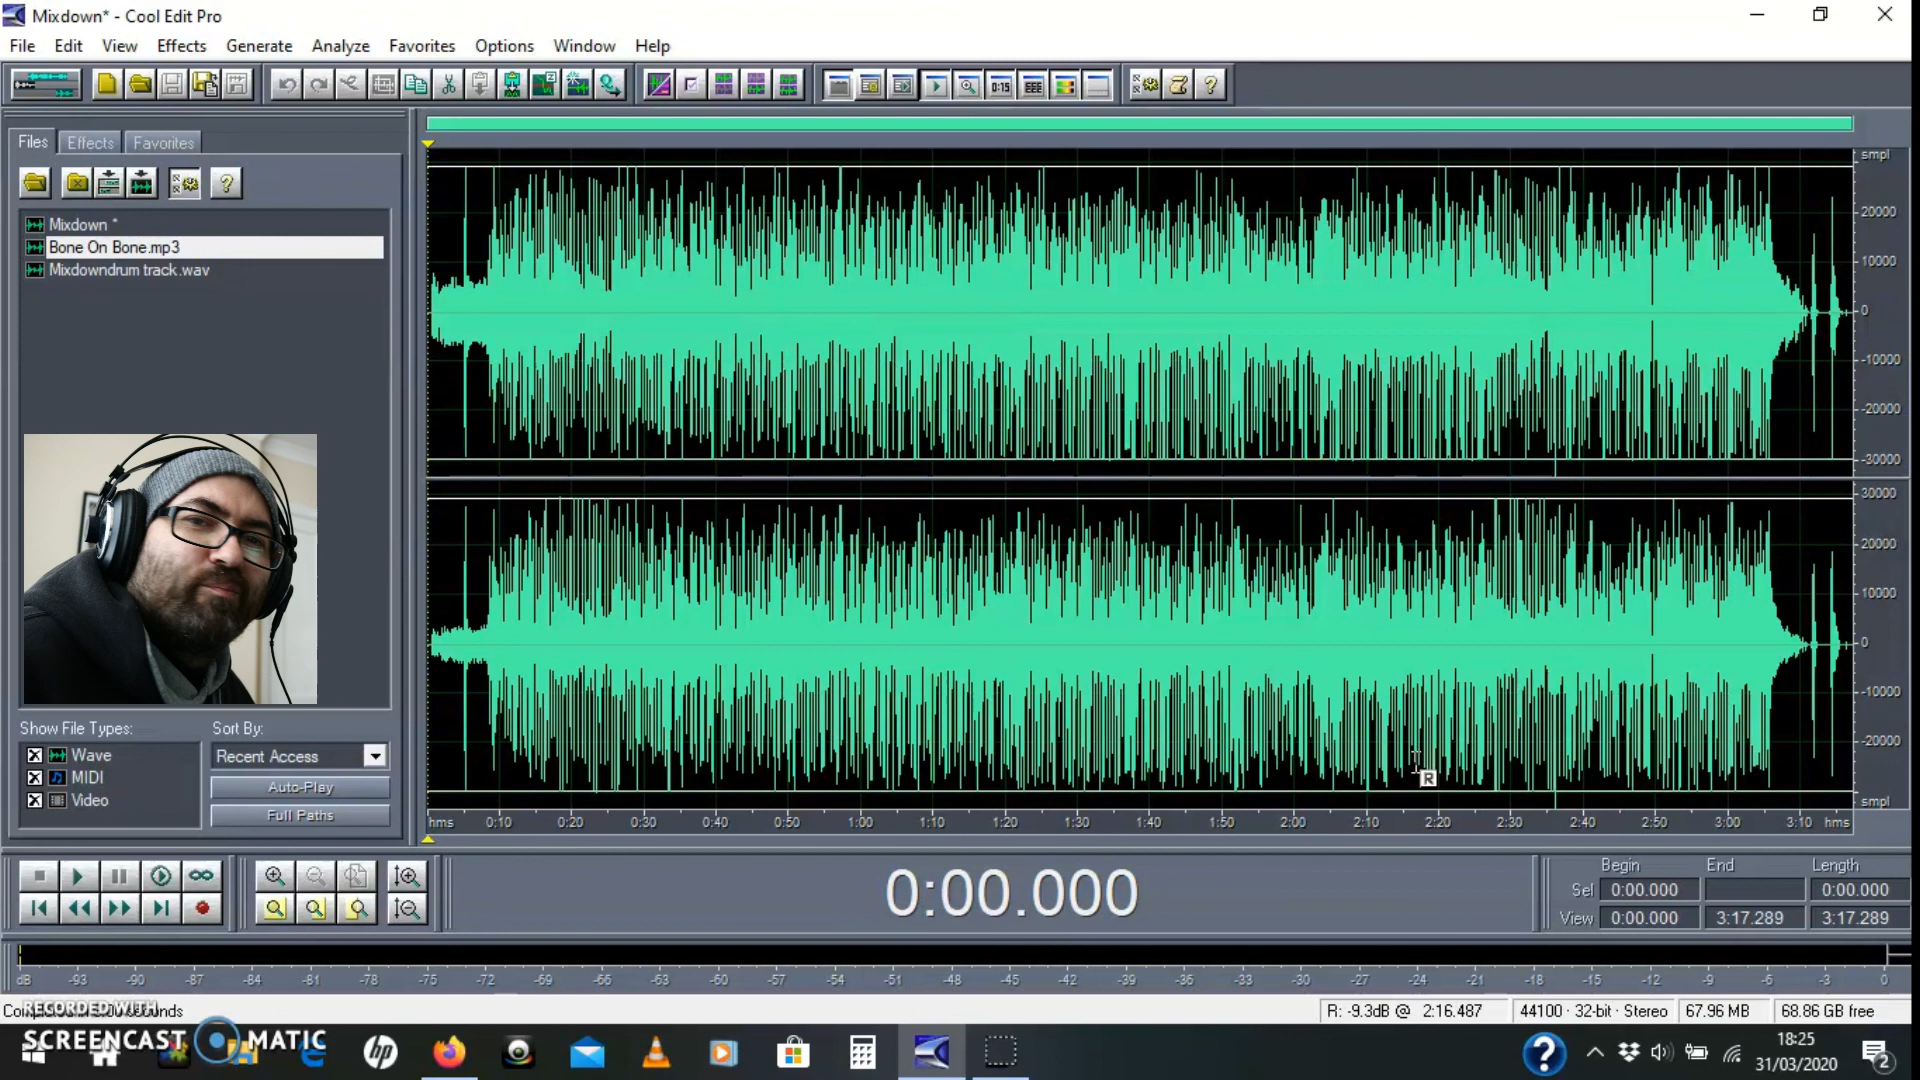 Mixdown* - Cool Edit Pro
File Edit View Effects Generate Analyze Favorites Options Window Help
0:15
Files Effects Favorites
Mixdown *
Bone On Bone.mp3
Mixdowndrum track.wav
Show File Types:
Wave
MIDI
Video
Sort By:
Recent Access
Auto-Play
Full Paths
smpl
20000
10000
0
-10000
-20000
-30000
30000
20000
10000
0
-10000
-20000
smpl
R
hms 0:10 0:20 0:30 0:40 0:50 1:00 1:10 1:20 1:30 1:40 1:50 2:00 2:10 2:20 2:30 2:40 2:50 3:00 3:10 hms
0:00.000
Begin End Length
Sel 0:00.000 0:00.000
View 0:00.000 3:17.289 3:17.289
dB -93 -90 -87 -84 -81 -78 -75 -72 -69 -66 -63 -60 -57 -54 -51 -48 -45 -42 -39 -36 -33 -30 -27 -24 -21 -18 -15 -12 -9 -6 -3 0
R: -9.3dB @ 2:16.487 44100 · 32-bit · Stereo 67.96 MB 68.86 GB free
RECORDED WITH
SCREENCAST MATIC
hp
18:25
31/03/2020
2